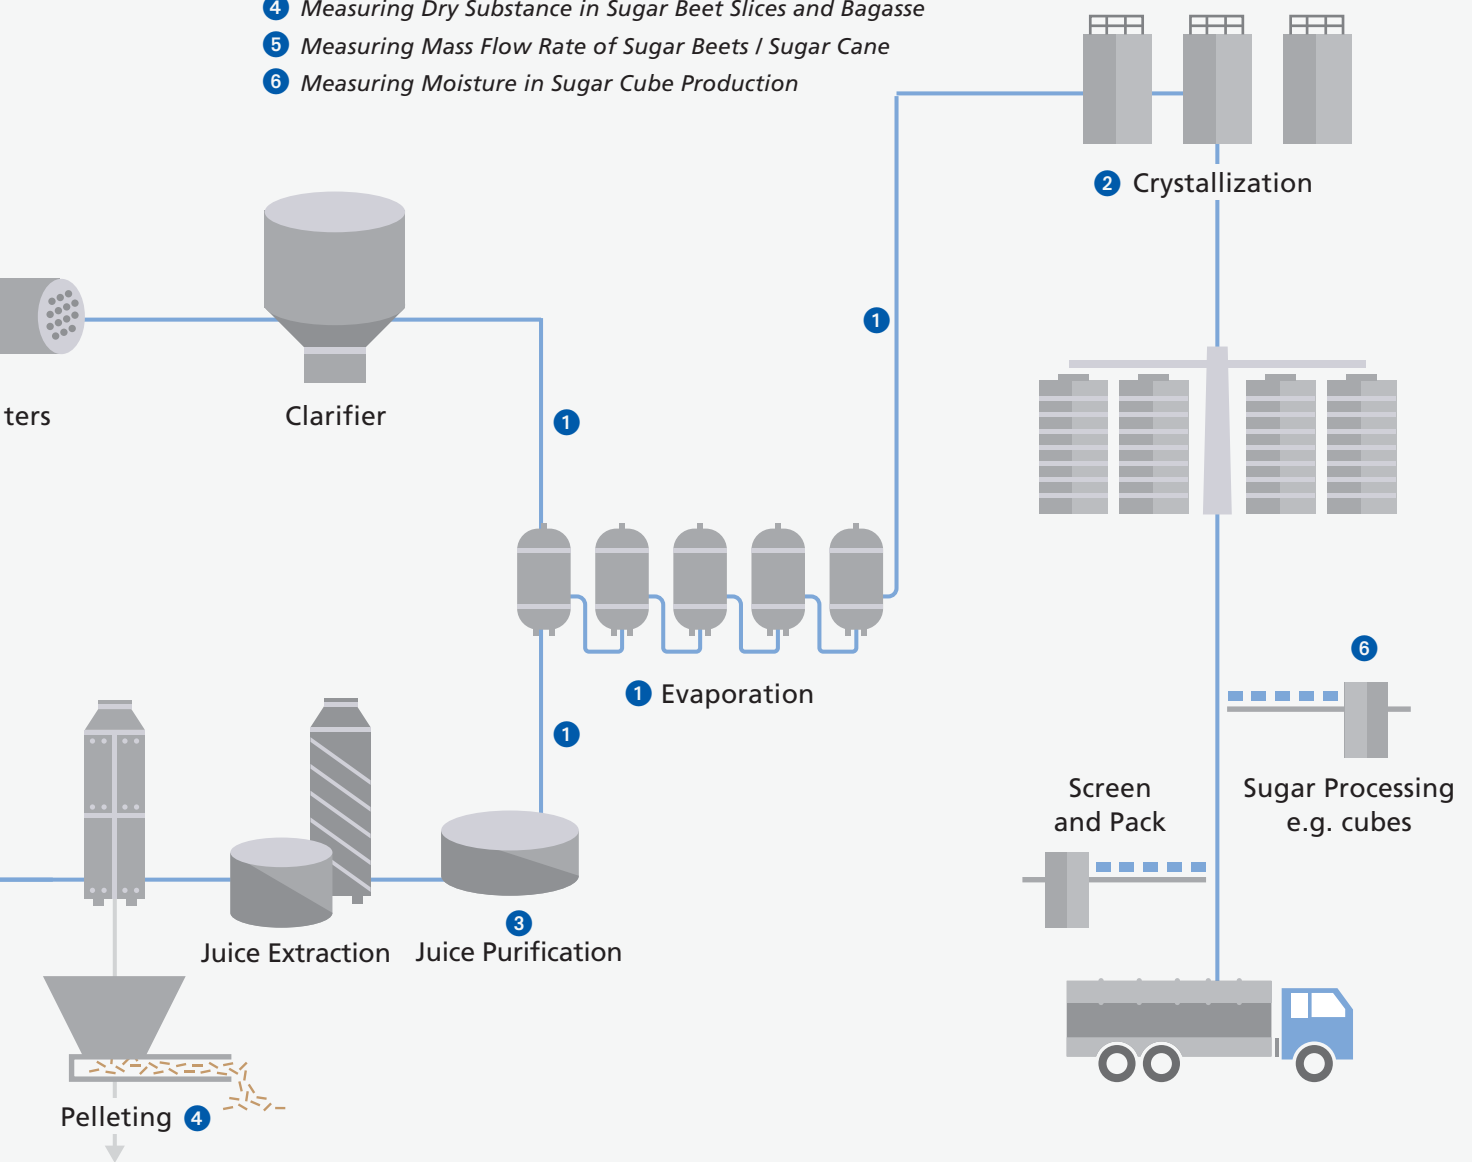 4 Measuring Dry Substance in Sugar Beet Slices and Bagasse
5 Measuring Mass Flow Rate of Sugar Beets / Sugar Cane
6 Measuring Moisture in Sugar Cube Production
2 Crystallization
1
ters
Clarifier
1
1 Evaporation
1
6
Screen
and Pack
Sugar Processing
e.g. cubes
3
Juice Extraction
Juice Purification
Pelleting 4